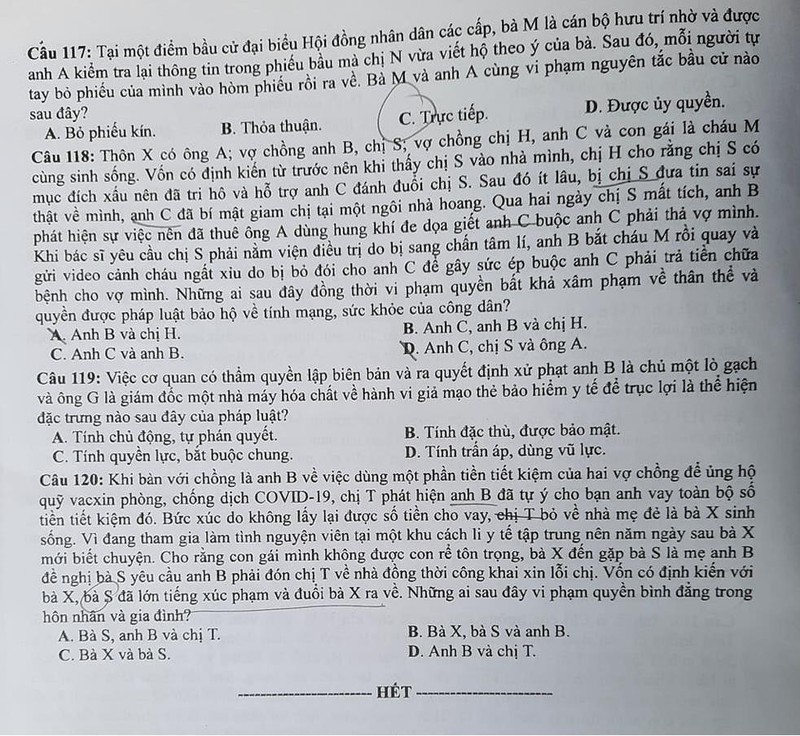 Câu 117: Tại một điểm bầu cử đại biểu Hội đồng nhân dân các cấp, bà M là cán bộ hưu trí nhờ và được
anh A kiểm tra lại thông tin trong phiếu bầu mà chị N vừa viết hộ theo ý của bà. Sau đó, mỗi người tự
tay bỏ phiếu của mình vào hòm phiếu rồi ra về. Bà M và anh A cùng vi phạm nguyên tắc bầu cử nào
sau đây?
A. Bỏ phiếu kín. B. Thỏa thuận. C. Trực tiếp. D. Được ủy quyền.
Câu 118: Thôn X có ông A; vợ chồng anh B, chị S; vợ chồng chị H, anh C và con gái là cháu M
cùng sinh sống. Vốn có định kiến từ trước nên khi thấy chị S vào nhà mình, chị H cho rằng chị S có
mục đích xấu nên đã tri hô và hỗ trợ anh C đánh đuổi chị S. Sau đó ít lâu, bị chị S đưa tin sai sự
thật về mình, anh C đã bí mật giam chị tại một ngôi nhà hoang. Qua hai ngày chị S mất tích, anh B
phát hiện sự việc nên đã thuê ông A dùng hung khí đe dọa giết anh C buộc anh C phải thả vợ mình.
Khi bác sĩ yêu cầu chị S phải nằm viện điều trị do bị sang chấn tâm lí, anh B bắt cháu M rồi quay và
gửi video cảnh cháu ngất xỉu do bị bỏ đói cho anh C để gây sức ép buộc anh C phải trả tiền chữa
bệnh cho vợ mình. Những ai sau đây đồng thời vi phạm quyền bất khả xâm phạm về thân thể và
quyền được pháp luật bảo hộ về tính mạng, sức khỏe của công dân?
A. Anh B và chị H. B. Anh C, anh B và chị H.
C. Anh C và anh B. D. Anh C, chị S và ông A.
Câu 119: Việc cơ quan có thẩm quyền lập biên bản và ra quyết định xử phạt anh B là chủ một lò gạch
và ông G là giám đốc một nhà máy hóa chất về hành vi giả mạo thẻ bảo hiểm y tế để trục lợi là thể hiện
đặc trưng nào sau đây của pháp luật?
A. Tính chủ động, tự phán quyết. B. Tính đặc thù, được bảo mật.
C. Tính quyền lực, bắt buộc chung. D. Tính trấn áp, dùng vũ lực.
Câu 120: Khi bàn với chồng là anh B về việc dùng một phần tiền tiết kiệm của hai vợ chồng để ủng hộ
quỹ vacxin phòng, chống dịch COVID-19, chị T phát hiện anh B đã tự ý cho bạn anh vay toàn bộ số
tiền tiết kiệm đó. Bức xúc do không lấy lại được số tiền cho vay, chị T bỏ về nhà mẹ đẻ là bà X sinh
sống. Vì đang tham gia làm tình nguyện viên tại một khu cách li y tế tập trung nên năm ngày sau bà X
mới biết chuyện. Cho rằng con gái mình không được con rể tôn trọng, bà X đến gặp bà S là mẹ anh B
đề nghị bà S yêu cầu anh B phải đón chị T về nhà đồng thời công khai xin lỗi chị. Vốn có định kiến với
bà X, bà S đã lớn tiếng xúc phạm và đuổi bà X ra về. Những ai sau đây vi phạm quyền bình đẳng trong
hôn nhân và gia đình?
A. Bà S, anh B và chị T. B. Bà X, bà S và anh B.
C. Bà X và bà S. D. Anh B và chị T.
HẾT